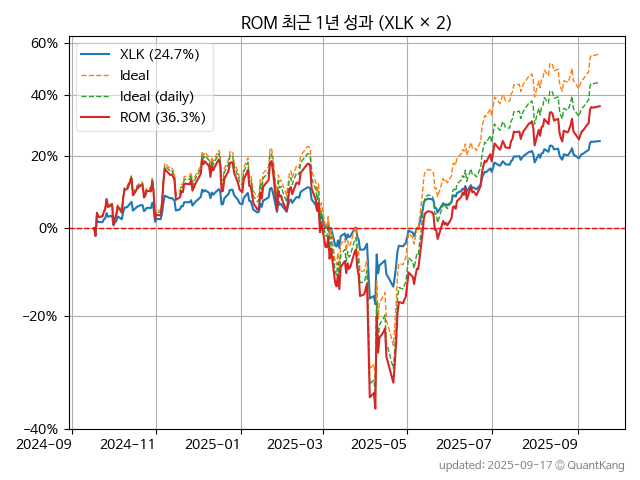 ROM 최근 1년 성과 (XLK × 2)
60%
40%
20%
0%
−20%
−40%
XLK (24.7%)
Ideal
Ideal (daily)
ROM (36.3%)
2024-09
2024-11
2025-01
2025-03
2025-05
2025-07
2025-09
updated: 2025-09-17 © QuantKang